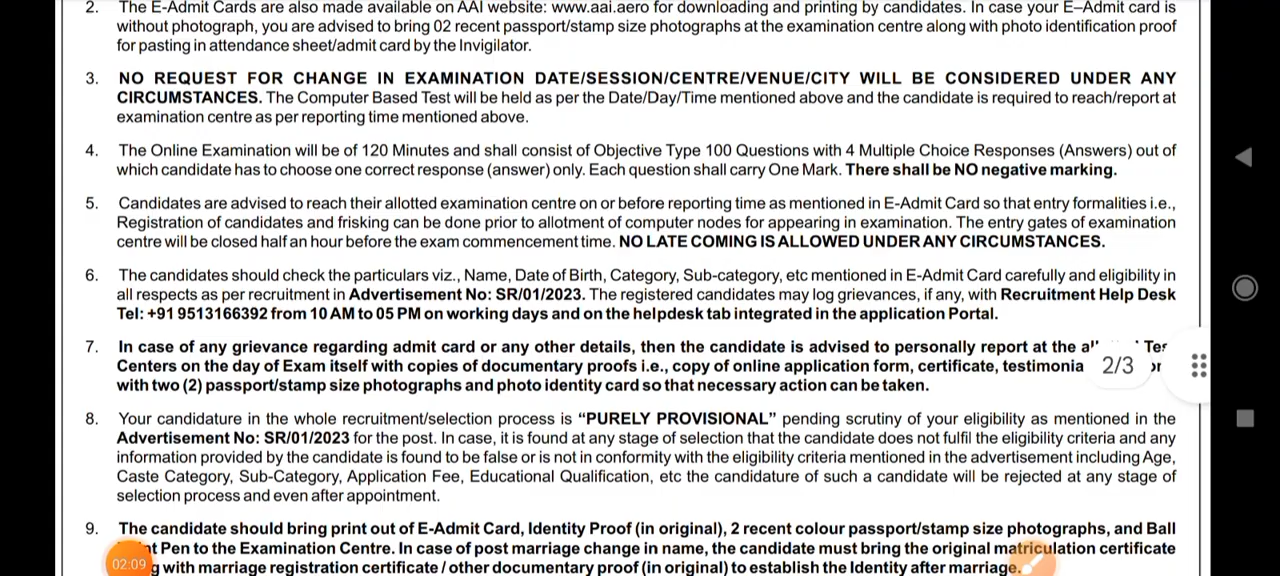 2. The E-Admit Cards are also made available on AAI website: www.aai.aero for downloading and printing by candidates. In case your E–Admit card is
without photograph, you are advised to bring 02 recent passport/stamp size photographs at the examination centre along with photo identification proof
for pasting in attendance sheet/admit card by the Invigilator.
3. NO REQUEST FOR CHANGE IN EXAMINATION DATE/SESSION/CENTRE/VENUE/CITY WILL BE CONSIDERED UNDER ANY
CIRCUMSTANCES. The Computer Based Test will be held as per the Date/Day/Time mentioned above and the candidate is required to reach/report at
examination centre as per reporting time mentioned above.
4. The Online Examination will be of 120 Minutes and shall consist of Objective Type 100 Questions with 4 Multiple Choice Responses (Answers) out of
which candidate has to choose one correct response (answer) only. Each question shall carry One Mark. There shall be NO negative marking.
5. Candidates are advised to reach their allotted examination centre on or before reporting time as mentioned in E-Admit Card so that entry formalities i.e.,
Registration of candidates and frisking can be done prior to allotment of computer nodes for appearing in examination. The entry gates of examination
centre will be closed half an hour before the exam commencement time. NO LATE COMING IS ALLOWED UNDER ANY CIRCUMSTANCES.
6. The candidates should check the particulars viz., Name, Date of Birth, Category, Sub-category, etc mentioned in E-Admit Card carefully and eligibility in
all respects as per recruitment in Advertisement No: SR/01/2023. The registered candidates may log grievances, if any, with Recruitment Help Desk
Tel: +91 9513166392 from 10 AM to 05 PM on working days and on the helpdesk tab integrated in the application Portal.
7. In case of any grievance regarding admit card or any other details, then the candidate is advised to personally report at the
Centers on the day of Exam itself with copies of documentary proofs i.e., copy of online application form, certificate, 2/3
with two (2) passport/stamp size photographs and photo identity card so that necessary action can be taken.
8. Your candidature in the whole recruitment/selection process is “PURELY PROVISIONAL” pending scrutiny of your eligibility as mentioned in the
Advertisement No: SR/01/2023 for the post. In case, it is found at any stage of selection that the candidate does not fulfil the eligibility criteria and any
information provided by the candidate is found to be false or is not in conformity with the eligibility criteria mentioned in the advertisement including Age,
Caste Category, Sub-Category, Application Fee, Educational Qualification, etc the candidature of such a candidate will be rejected at any stage of
selection process and even after appointment.
9. The candidate should bring print out of E-Admit Card, Identity Proof (in original), 2 recent colour passport/stamp size photographs, and Ball
Pen to the Examination Centre. In case of post marriage change in name, the candidate must bring the original matriculation certificate
02:09 with marriage registration certificate / other documentary proof (in original) to establish the Identity after marriage.